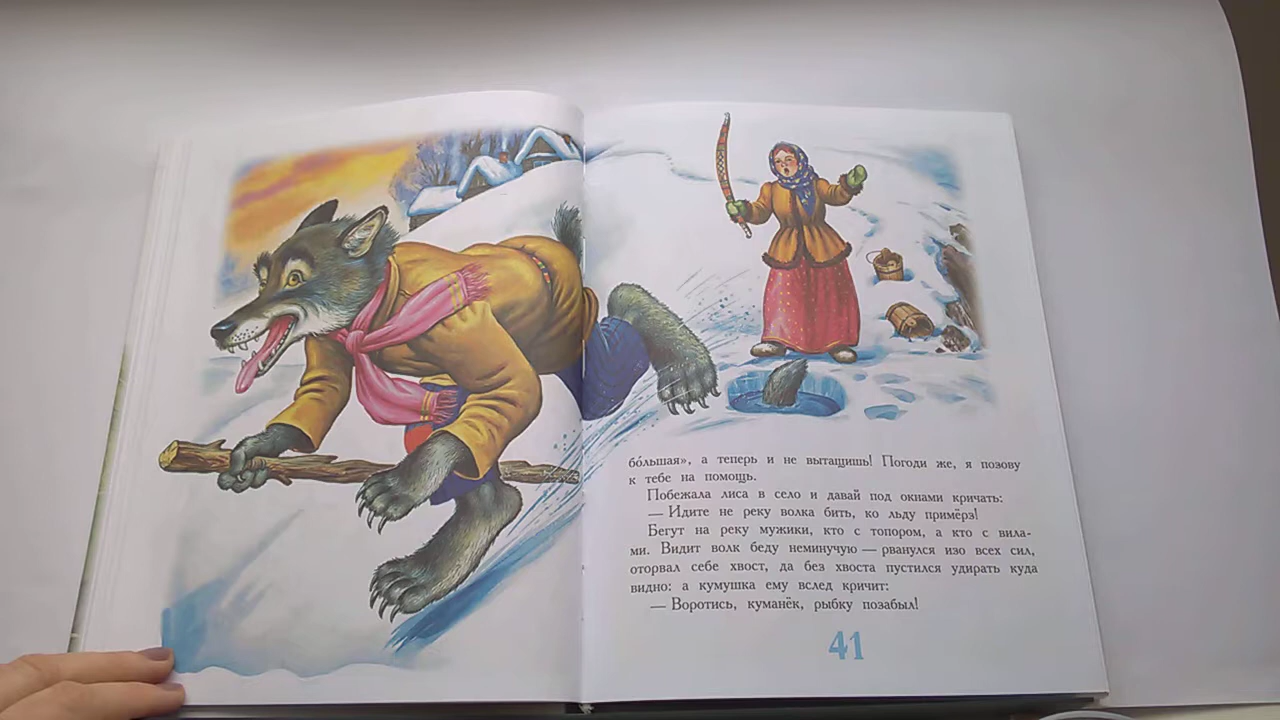 бо́льшая», а теперь и не вытащишь! Погоди же, я позову
к тебе на помощь.
Побежала лиса в село и давай под окнами кричать:
— Идите не реку волка бить, ко льду примёрз!
Бегут на реку мужики, кто с топором, а кто с вила-
ми. Видит волк беду неминучую — рванулся изо всех сил,
оторвал себе хвост, да без хвоста пустился удирать куда
видно: а кумушка ему вслед кричит:
— Воротись, куманёк, рыбку позабыл!
41